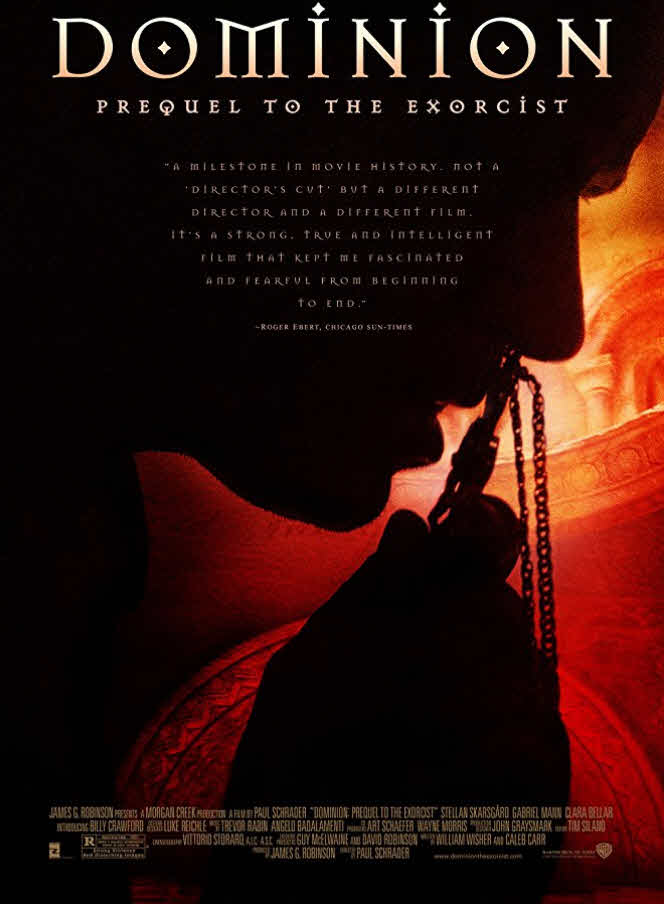 DOMINION
PREQUEL TO THE EXORCIST
"A MILESTONE IN MOVIE HISTORY. NOT A
'DIRECTOR'S CUT' BUT A DIFFERENT
DIRECTOR AND A DIFFERENT FILM.
IT'S A STRONG, TRUE AND INTELLIGENT
FILM THAT KEPT ME FASCINATED
AND FEARFUL FROM BEGINNING
TO END."
~ROGER EBERT, CHICAGO SUN-TIMES
JAMES G. ROBINSON PRESENTS A MORGAN CREEK PRODUCTION A FILM BY PAUL SCHRADER "DOMINION: PREQUEL TO THE EXORCIST" STELLAN SKARSGÅRD GABRIEL MANN CLARA BELLAR
INTRODUCING BILLY CRAWFORD LUKE REICHLE TREVOR RABIN ANGELO BADALAMENTI ART SCHAEFER WAYNE MORRIS JOHN GRAYSMARK TIM SILANO
R VITTORIO STORARO, A.I.C. A.S.C. GUY McELWAINE AND DAVID ROBINSON WILLIAM WISHER AND CALEB CARR
JAMES G. ROBINSON PAUL SCHRADER www.dominiontheexorcist.com